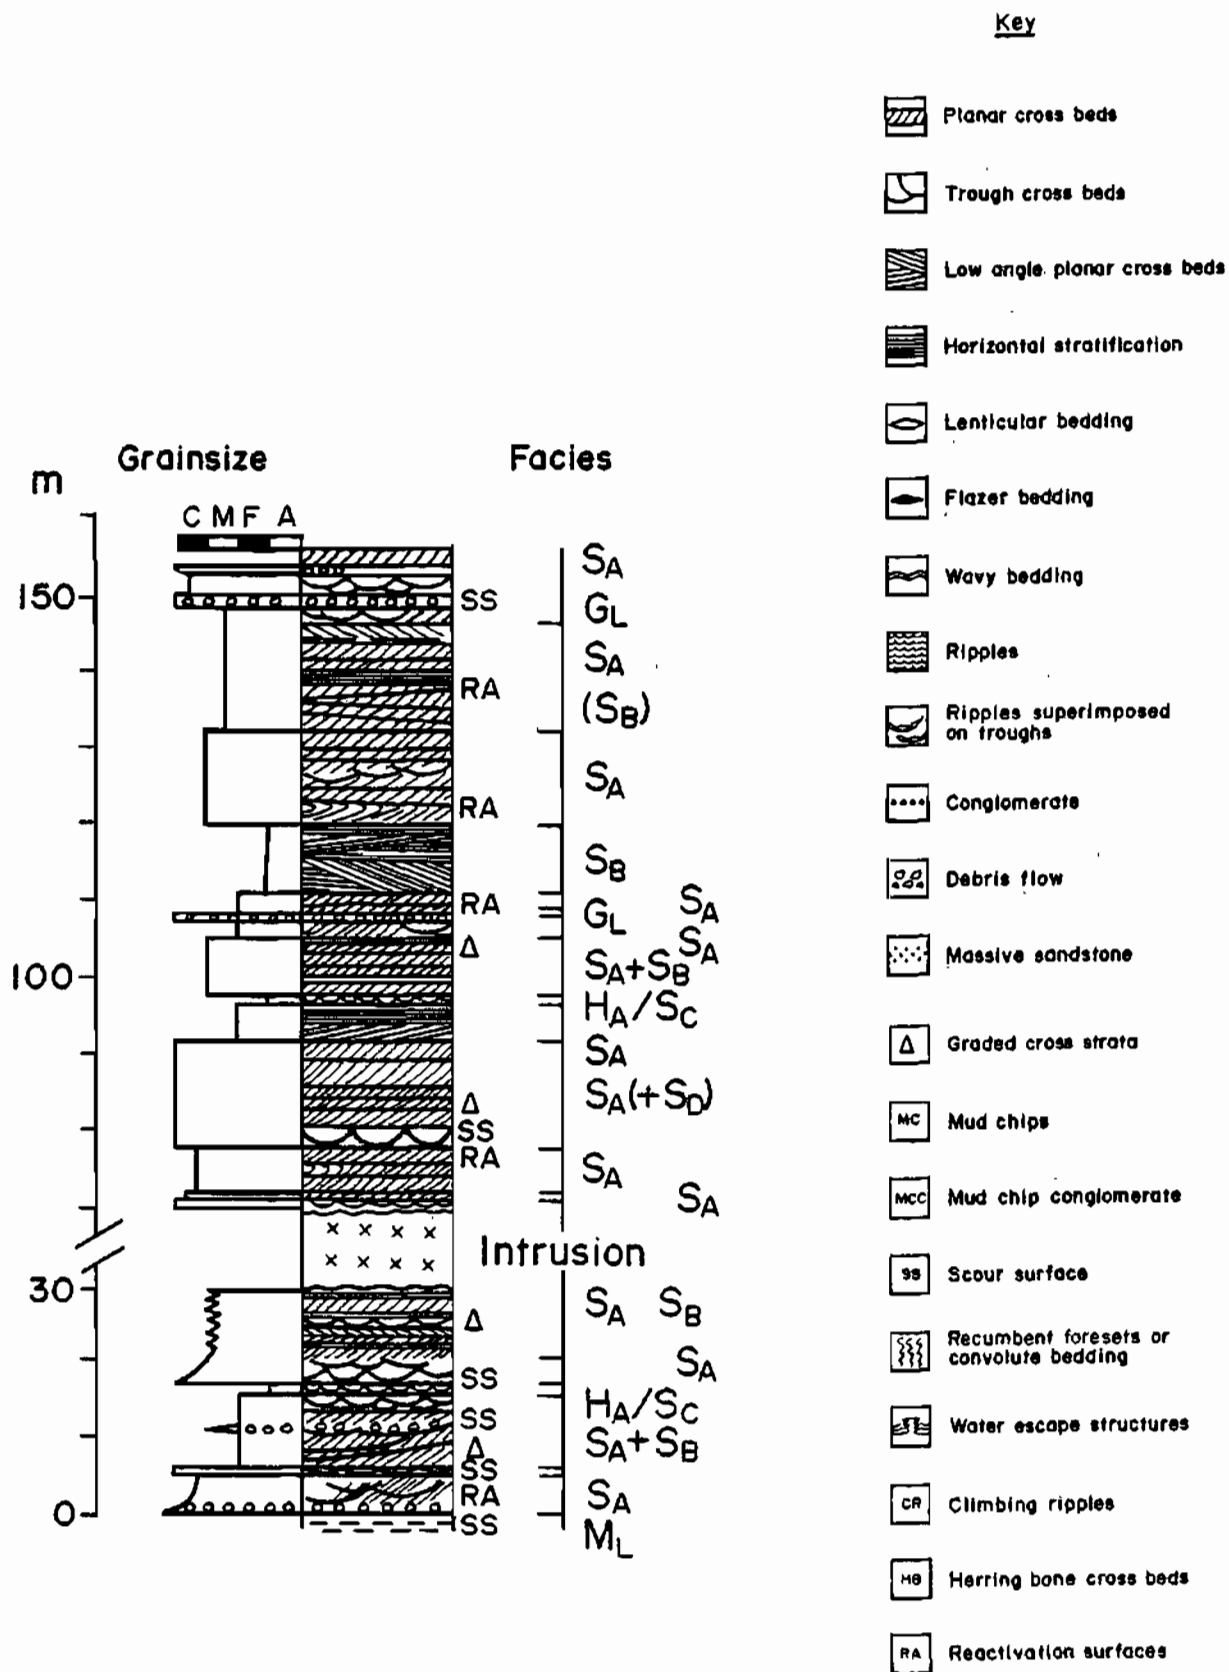 Key
Planar cross beds
Trough cross beds
Low angle planar cross beds
Horizontal stratification
Lenticular bedding
Flazer bedding
Wavy bedding
Ripples
Ripples superimposed
on troughs
Conglomerate
Debris flow
Massive sandstone
Δ Graded cross strata
MC Mud chips
MCC Mud chip conglomerate
SS Scour surface
Recumbent foresets or
convolute bedding
Water escape structures
CR Climbing ripples
HB Herring bone cross beds
RA Reactivation surfaces
Grainsize Facies
m
C M F A
SA
150 SS GL
SA
RA (SB)
SA
RA
SB
RA SA
GL
Δ SA
100 SA+SB
HA/SC
SA
Δ SA(+SD)
SS
RA SA
SA
Intrusion
30 SA SB
Δ
SA
SS
HA/SC
SS
Δ SA+SB
SS
RA SA
0 SS ML